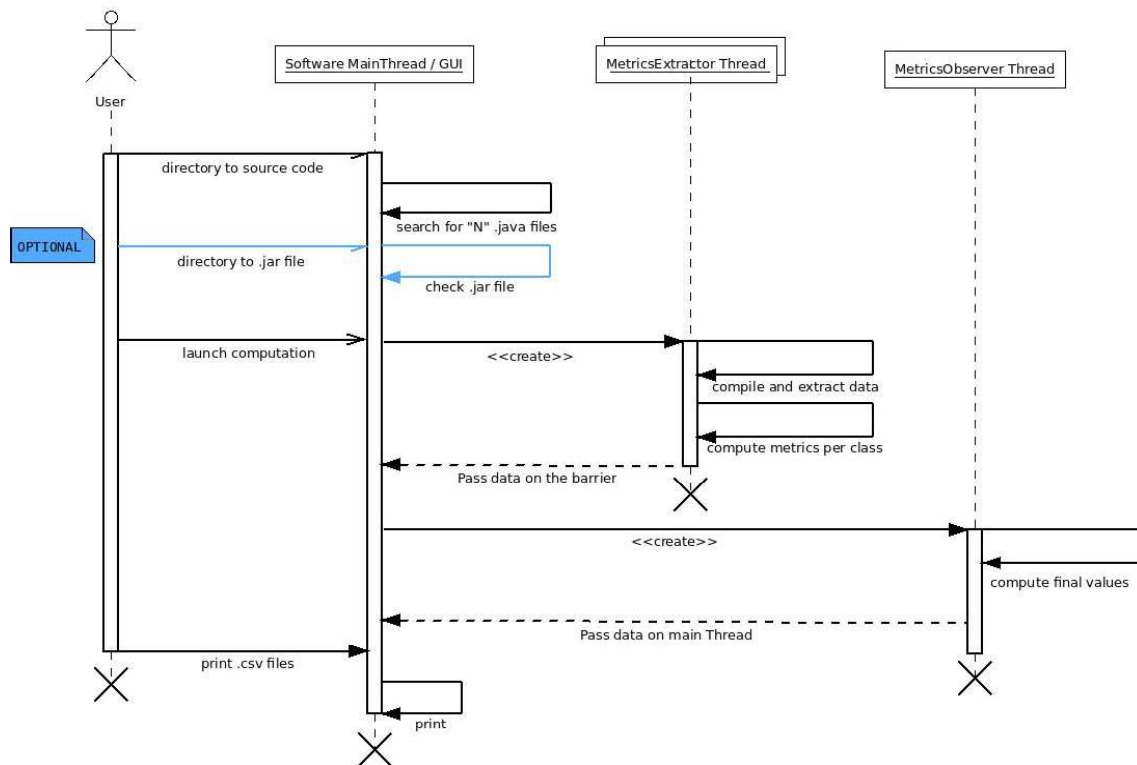 User
Software MainThread / GUI
MetricsExtractor Thread
MetricsObserver Thread
directory to source code
search for "N" .java files
OPTIONAL
directory to .jar file
check .jar file
launch computation
<<create>>
compile and extract data
compute metrics per class
Pass data on the barrier
<<create>>
compute final values
Pass data on main Thread
print .csv files
print